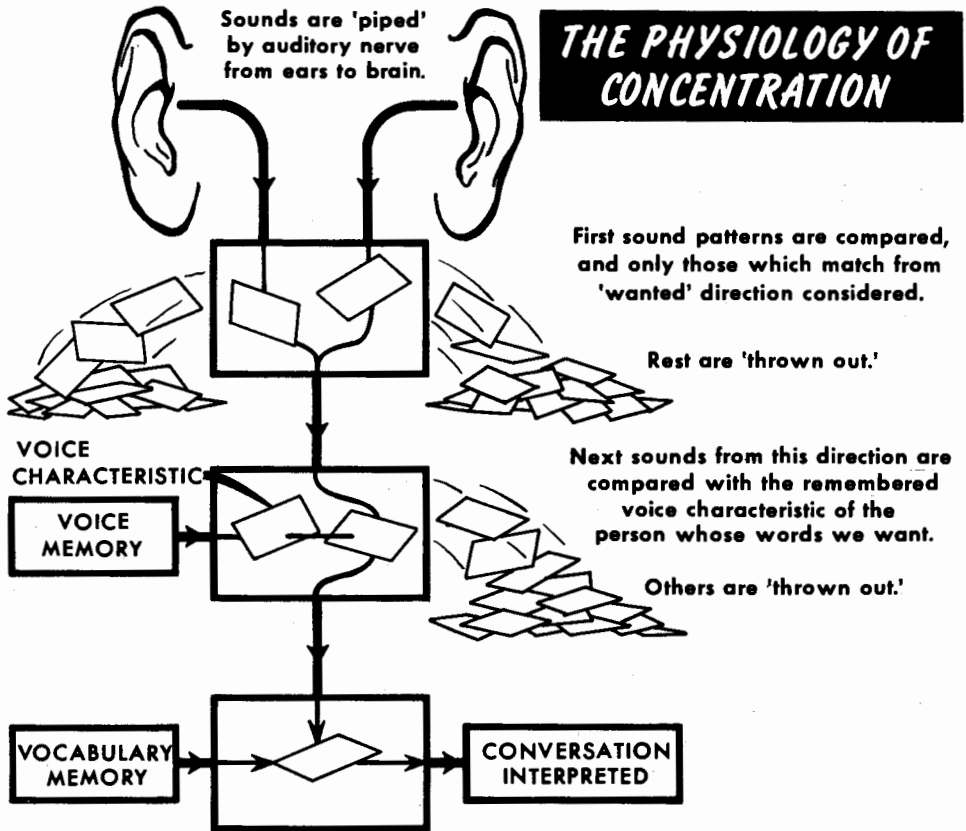 Sounds are 'piped'
by auditory nerve
from ears to brain.
THE PHYSIOLOGY OF
CONCENTRATION
First sound patterns are compared,
and only those which match from
'wanted' direction considered.
Rest are 'thrown out.'
VOICE
CHARACTERISTIC
VOICE
MEMORY
Next sounds from this direction are
compared with the remembered
voice characteristic of the
person whose words we want.
Others are 'thrown out.'
VOCABULARY
MEMORY
CONVERSATION
INTERPRETED